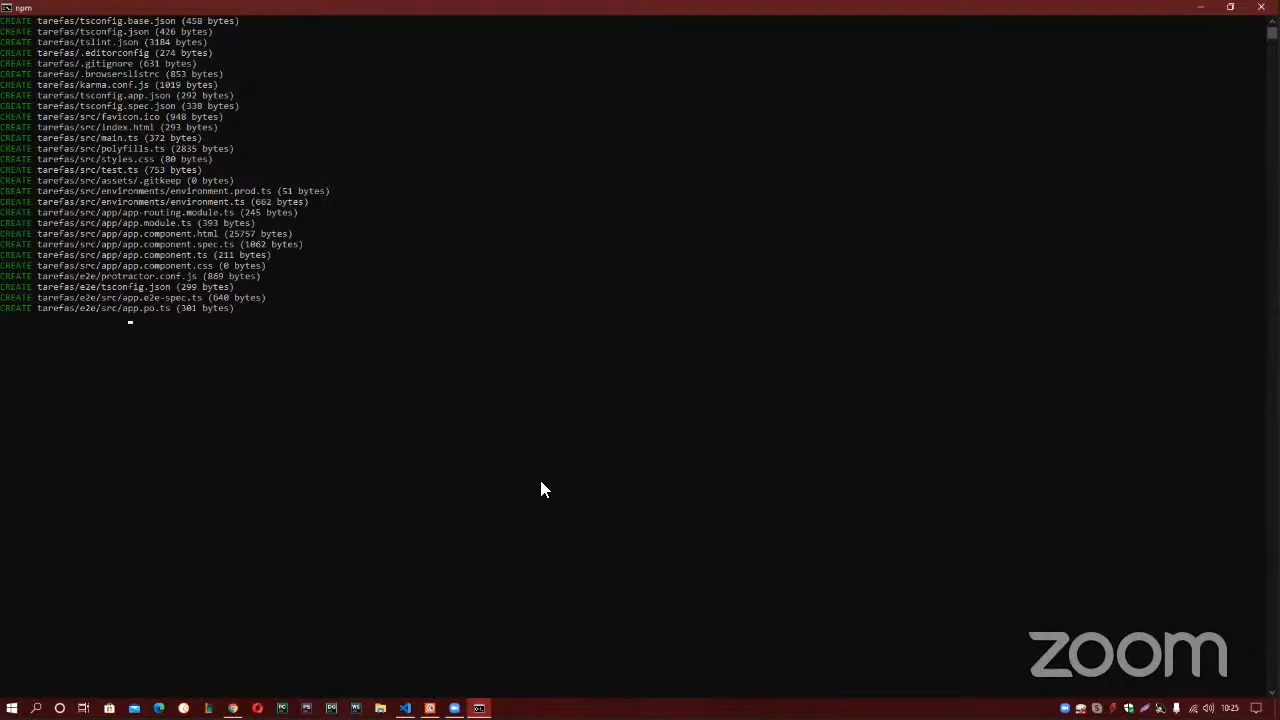 npm
CREATE tarefas/tsconfig.base.json (458 bytes)
CREATE tarefas/tsconfig.json (426 bytes)
CREATE tarefas/tslint.json (3184 bytes)
CREATE tarefas/.editorconfig (274 bytes)
CREATE tarefas/.gitignore (631 bytes)
CREATE tarefas/.browserslistrc (853 bytes)
CREATE tarefas/karma.conf.js (1019 bytes)
CREATE tarefas/tsconfig.app.json (292 bytes)
CREATE tarefas/tsconfig.spec.json (338 bytes)
CREATE tarefas/src/favicon.ico (948 bytes)
CREATE tarefas/src/index.html (293 bytes)
CREATE tarefas/src/main.ts (372 bytes)
CREATE tarefas/src/polyfills.ts (2835 bytes)
CREATE tarefas/src/styles.css (80 bytes)
CREATE tarefas/src/test.ts (753 bytes)
CREATE tarefas/src/assets/.gitkeep (0 bytes)
CREATE tarefas/src/environments/environment.prod.ts (51 bytes)
CREATE tarefas/src/environments/environment.ts (662 bytes)
CREATE tarefas/src/app/app-routing.module.ts (245 bytes)
CREATE tarefas/src/app/app.module.ts (393 bytes)
CREATE tarefas/src/app/app.component.html (25757 bytes)
CREATE tarefas/src/app/app.component.spec.ts (1062 bytes)
CREATE tarefas/src/app/app.component.ts (211 bytes)
CREATE tarefas/src/app/app.component.css (0 bytes)
CREATE tarefas/e2e/protractor.conf.js (869 bytes)
CREATE tarefas/e2e/tsconfig.json (299 bytes)
CREATE tarefas/e2e/src/app.e2e-spec.ts (640 bytes)
CREATE tarefas/e2e/src/app.po.ts (301 bytes)
zoom
PC PS DG WS 10:25